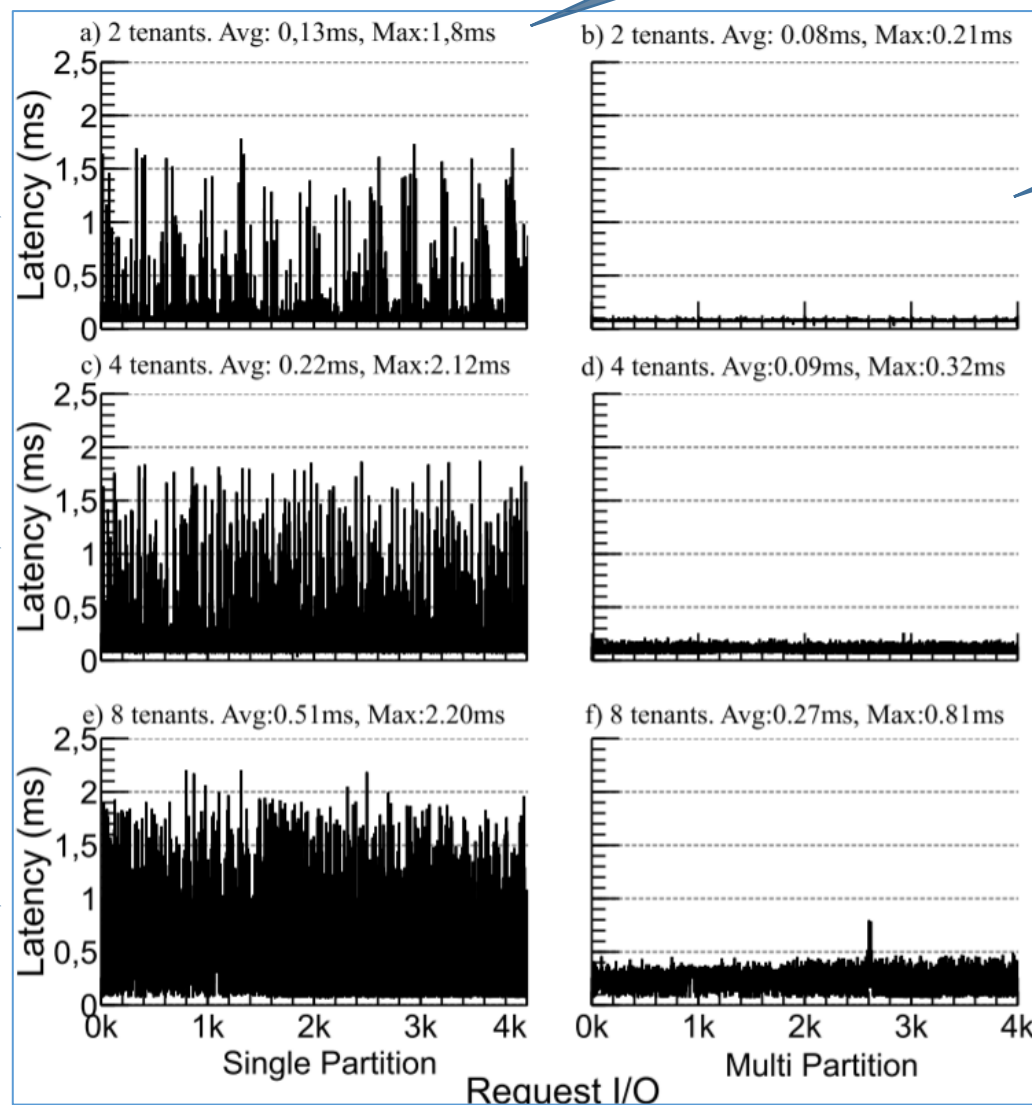 a) 2 tenants. Avg: 0,13ms, Max:1,8ms
b) 2 tenants. Avg: 0.08ms, Max:0.21ms
Latency (ms)
2,5
2
1,5
1
0,5
0
c) 4 tenants. Avg: 0.22ms, Max:2.12ms
d) 4 tenants. Avg:0.09ms, Max:0.32ms
Latency (ms)
2,5
2
1,5
1
0,5
0
e) 8 tenants. Avg:0.51ms, Max:2.20ms
f) 8 tenants. Avg:0.27ms, Max:0.81ms
Latency (ms)
2,5
2
1,5
1
0,5
0
0k 1k 2k 3k 4k
0k 1k 2k 3k 4k
Single Partition
Multi Partition
Request I/O